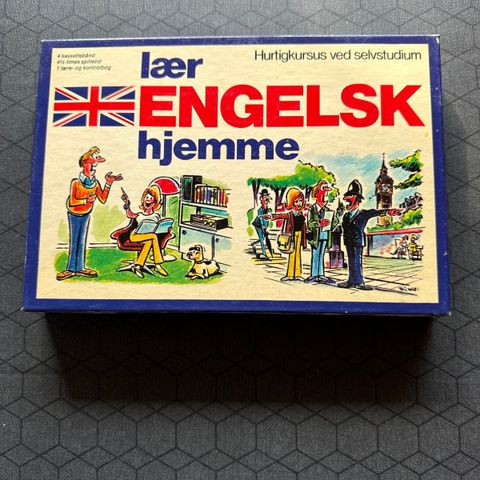 4 kassettebånd
4½ times spilletid
1 lære- og kontrolbog
Hurtigkursus ved selvstudium
lær
ENGELSK
hjemme